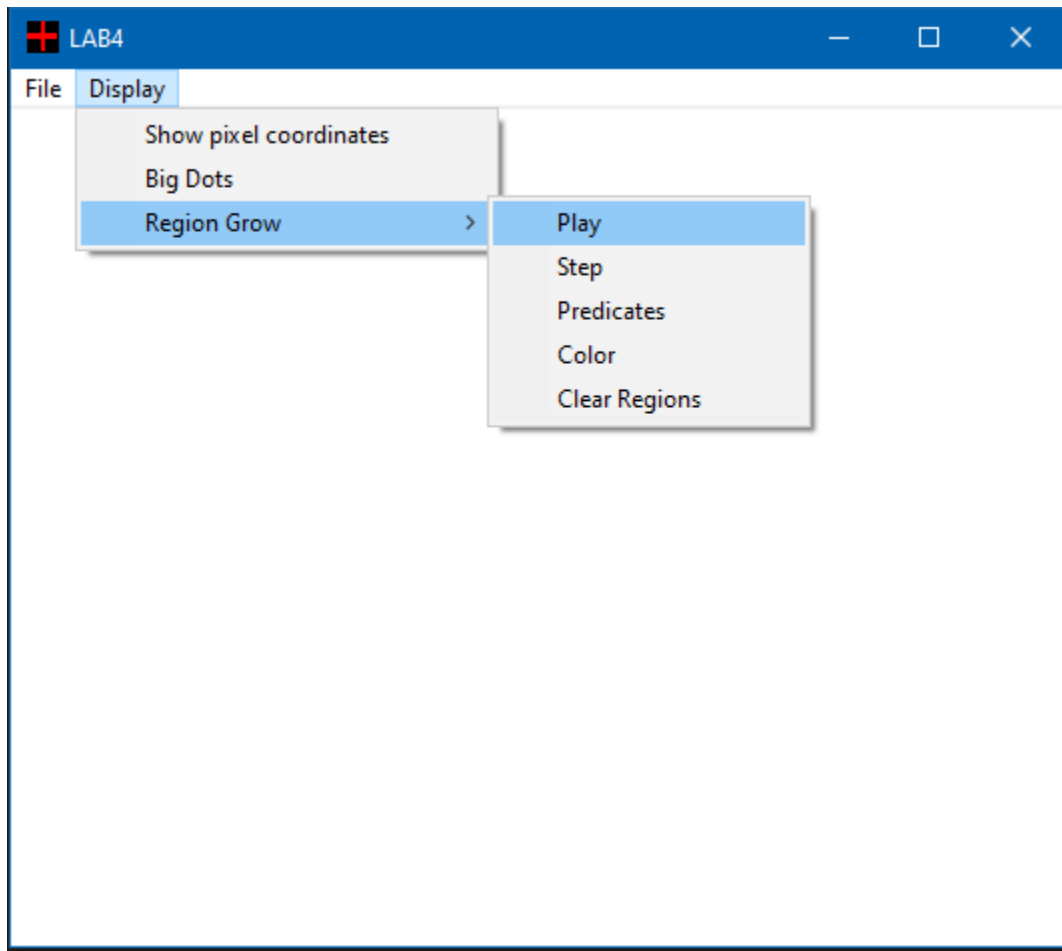 LAB4
File Display
Show pixel coordinates
Big Dots
Region Grow
Play
Step
Predicates
Color
Clear Regions